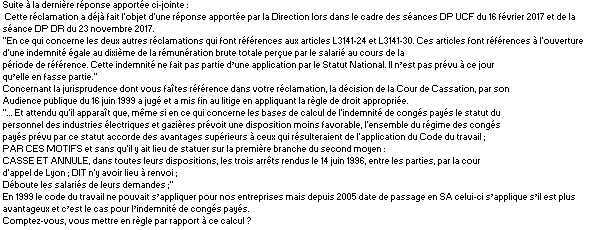 Suite à la dernière réponse apportée ci-jointe :
Cette réclamation a déjà fait l'objet d'une réponse apportée par la Direction lors dans le cadre des séances DP UCF du 16 février 2017 et de la
séance DP DR du 23 novembre 2017.
"En ce qui concerne les deux autres réclamations qui font références aux articles L3141-24 et L3141-30. Ces articles font références à l'ouverture
d'une indemnité égale au dixième de la rémunération brute totale perçue par le salarié au cours de la
période de référence. Cette indemnité ne fait pas partie d'une application par le Statut National. Il n'est pas prévu à ce jour
qu'elle en fasse partie."
Concernant la jurisprudence dont vous faîtes référence dans votre réclamation, la décision de la Cour de Cassation, par son
Audience publique du 16 juin 1999 a jugé et a mis fin au litige en appliquant la règle de droit appropriée.
"... Et attendu qu'il apparaît que, même si en ce qui concerne les bases de calcul de l'indemnité de congés payés le statut du
personnel des industries électriques et gazières prévoit une disposition moins favorable, l'ensemble du régime des congés
payés prévu par ce statut accorde des avantages supérieurs à ceux qui résulteraient de l'application du Code du travail ;
PAR CES MOTIFS et sans qu'il y ait lieu de statuer sur la première branche du second moyen :
CASSE ET ANNULE, dans toutes leurs dispositions, les trois arrêts rendus le 14 juin 1996, entre les parties, par la cour
d'appel de Lyon ; DIT n'y avoir lieu à renvoi ;
Déboute les salariés de leurs demandes ;"
En 1999 le code du travail ne pouvait s'appliquer pour nos entreprises mais depuis 2005 date de passage en SA celui-ci s'applique s'il est plus
avantageux et c'est le cas pour l'indemnité de congés payés.
Comptez-vous, vous mettre en règle par rapport à ce calcul ?